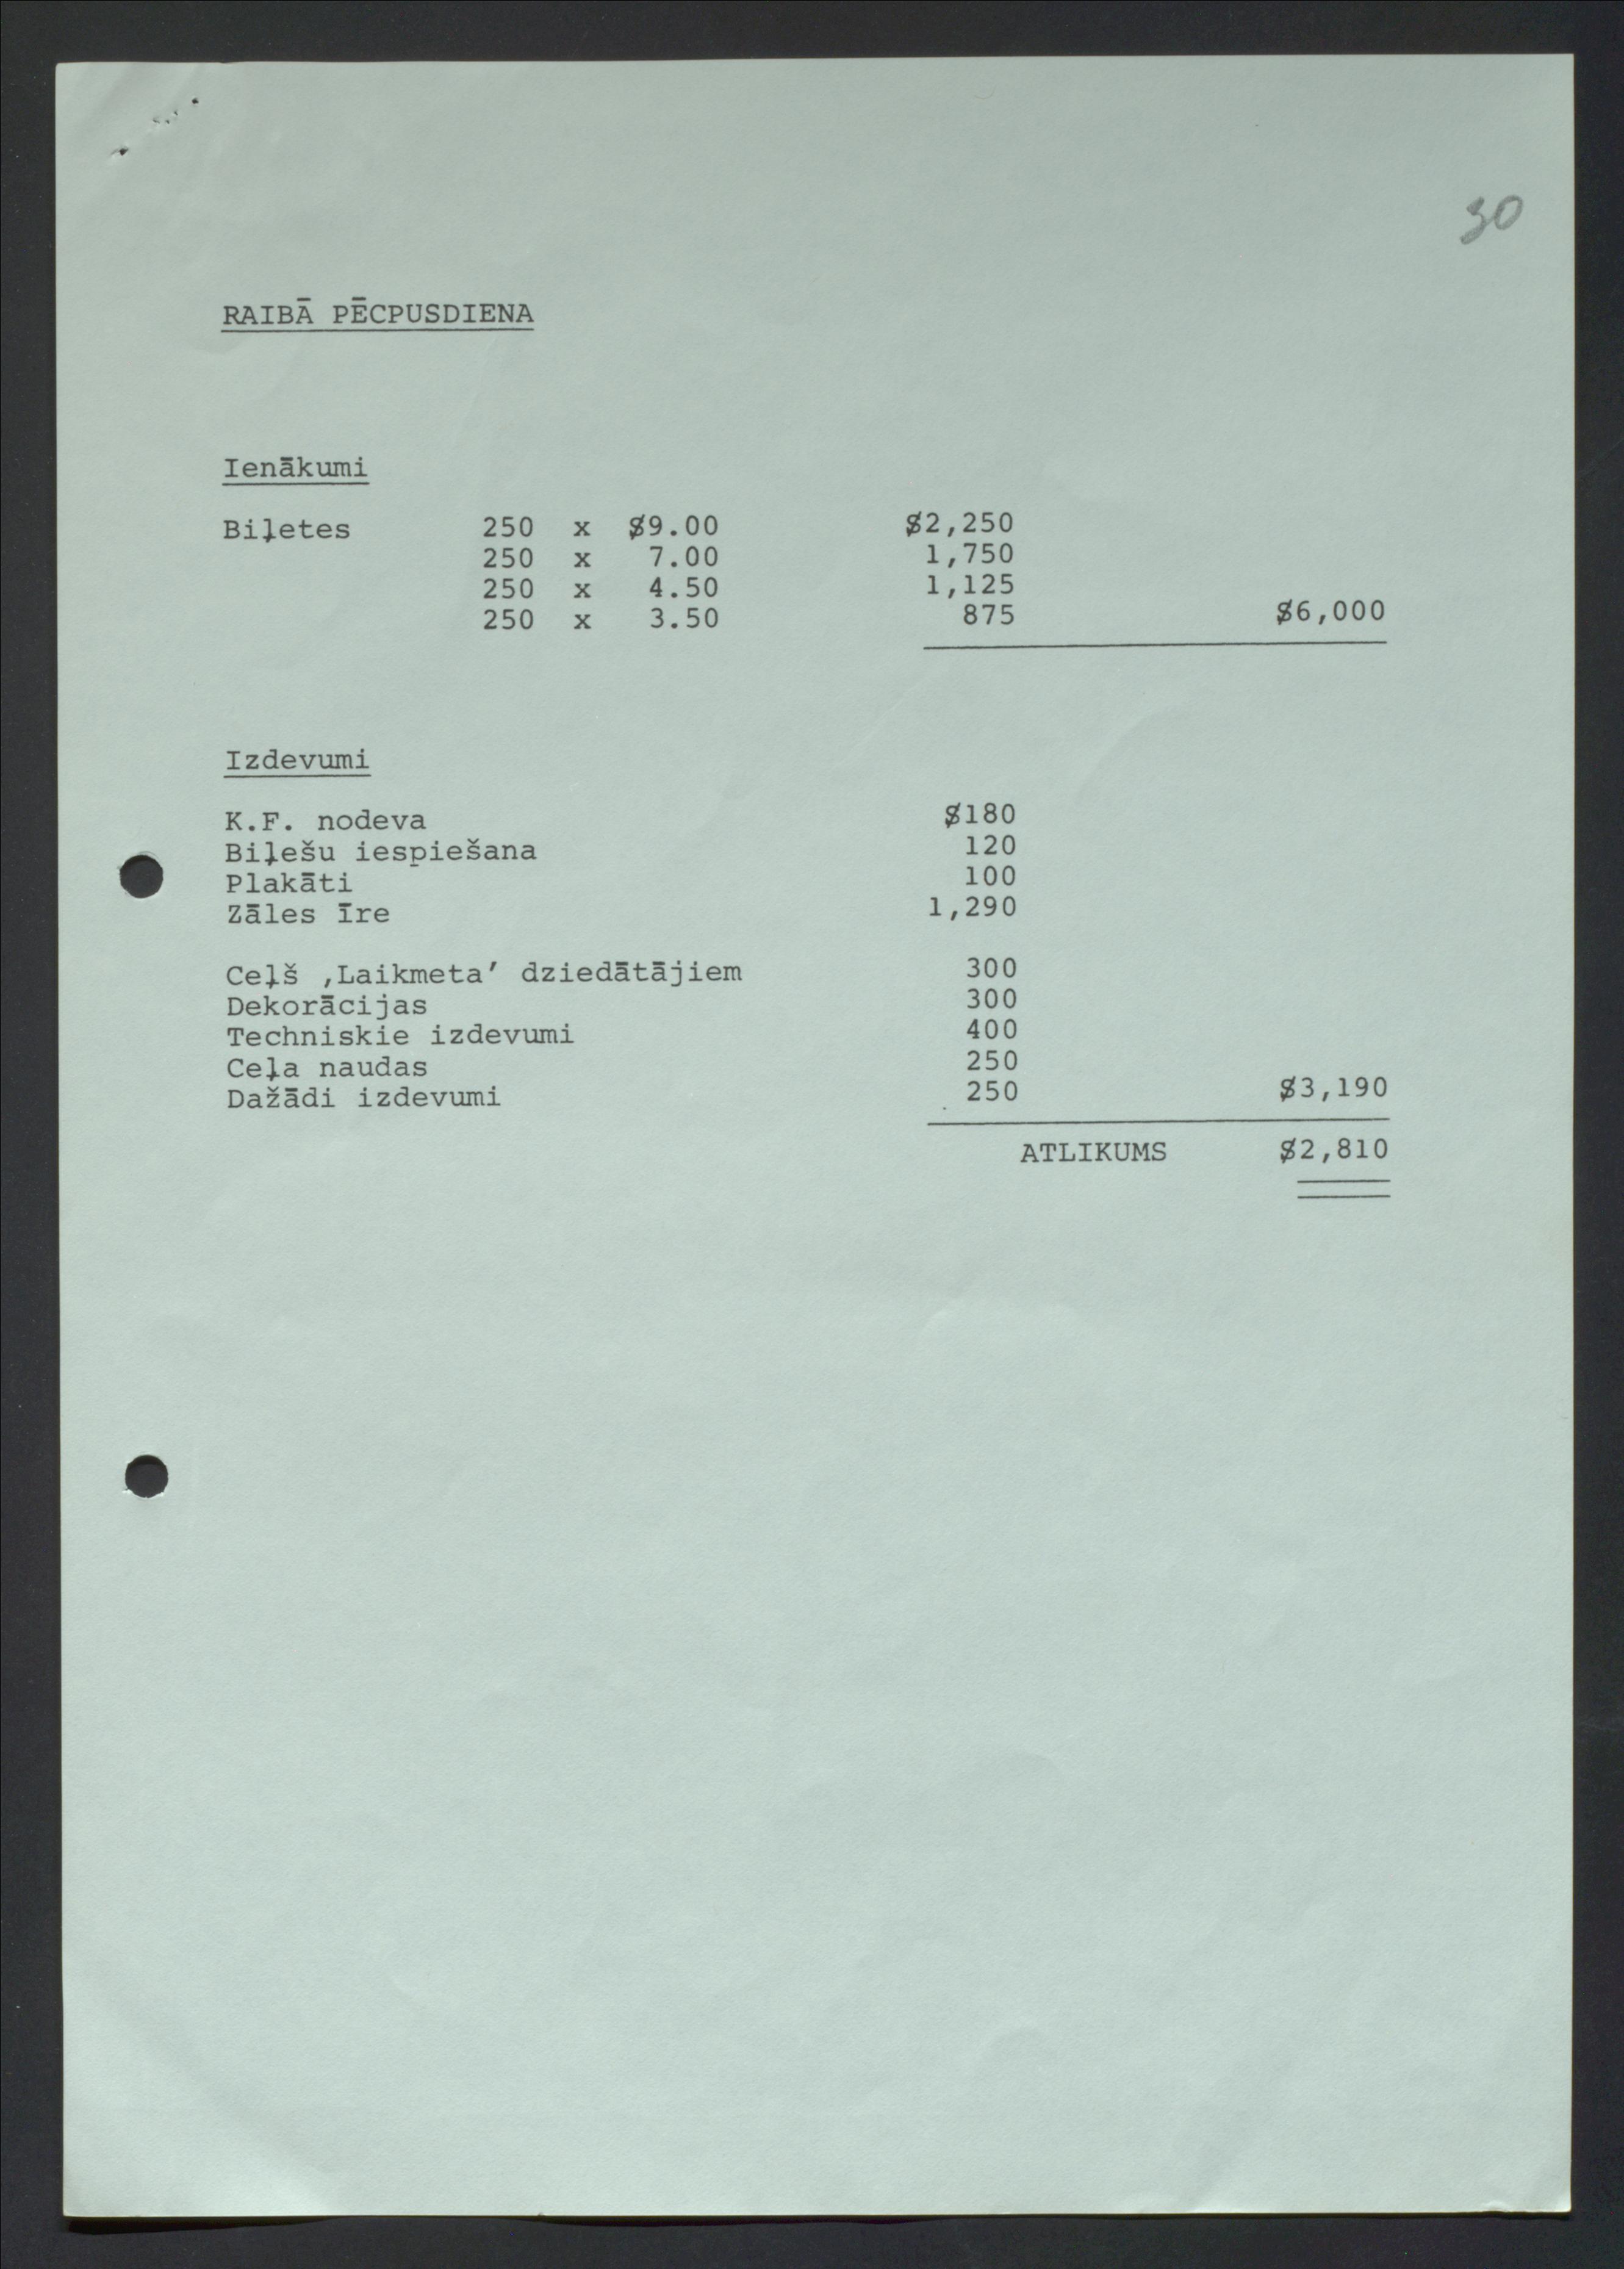 30
RAIBĀ PĒCPUSDIENA
Ienākumi
Biļetes 250 x $9.00 $2,250
250 x 7.00 1,750
250 x 4.50 1,125
250 x 3.50 875 $6,000
Izdevumi
K.F. nodeva $180
Biļešu iespiešana 120
Plakāti 100
Zāles īre 1,290
Ceļš ‚Laikmeta’ dziedātājiem 300
Dekorācijas 300
Techniskie izdevumi 400
Ceļa naudas 250
Dažādi izdevumi 250 $3,190
ATLIKUMS $2,810